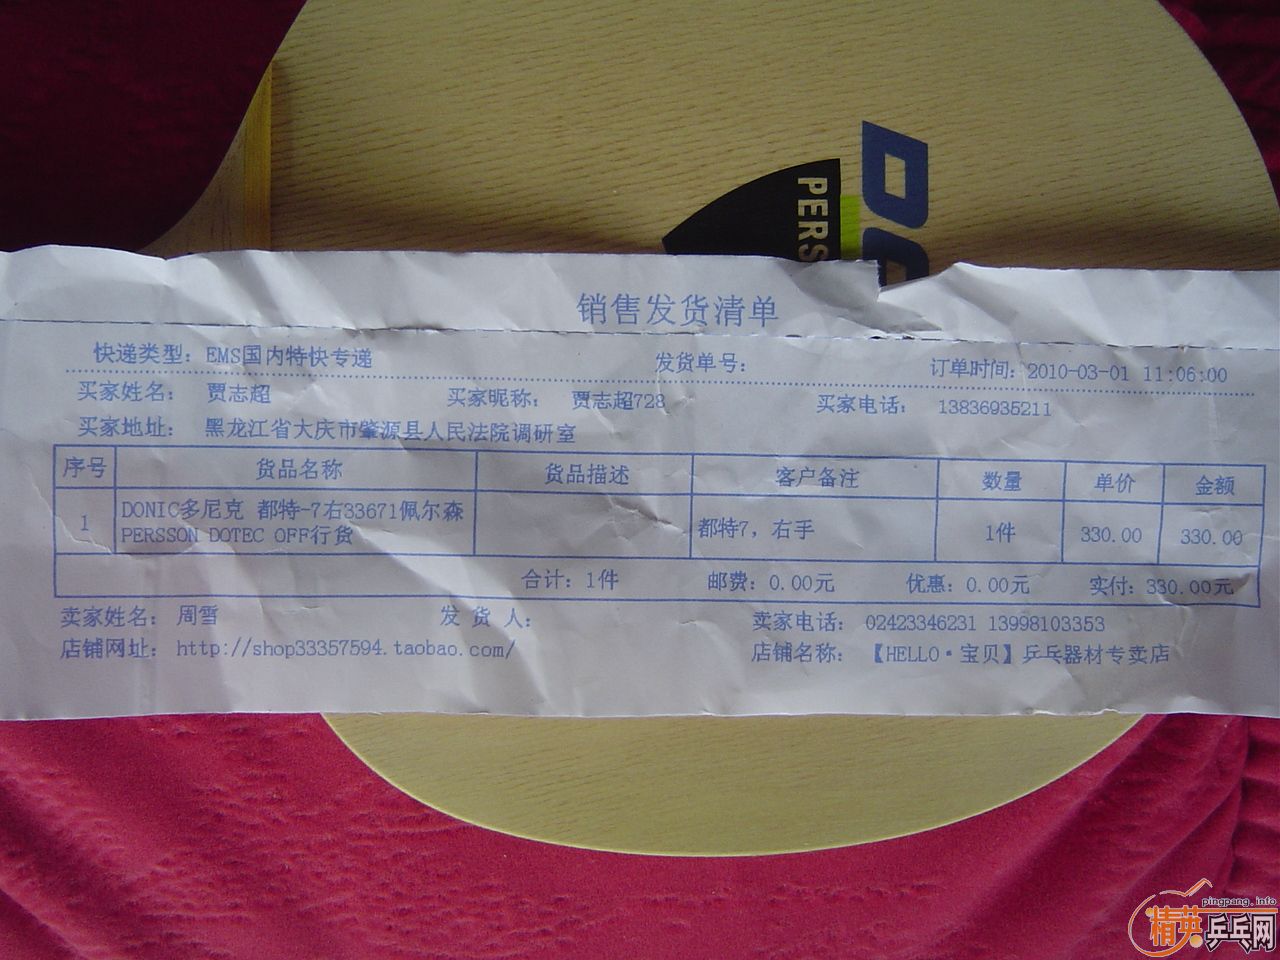 DO
PERS
销售发货清单
快递类型: EMS国内特快专递 发货单号: 订单时间: 2010-03-01 11:06:00
买家姓名: 贾志超 买家昵称: 贾志超728 买家电话: 13836935211
买家地址: 黑龙江省大庆市肇源县人民法院调研室
序号 货品名称 货品描述 客户备注 数量 单价 金额
1 DONIC多尼克 都特-7右33671佩尔森 都特7, 右手 1件 330.00 330.00
PERSSON DOTEC OFF行货
合计: 1件 邮费: 0.00元 优惠: 0.00元 实付: 330.00元
卖家姓名: 周雪 发 货 人: 卖家电话: 02423346231 13998103353
店铺网址: http://shop33357594.taobao.com/ 店铺名称: 【HELLO·宝贝】乒乓器材专卖店
pingpang.info
精英乒乓网